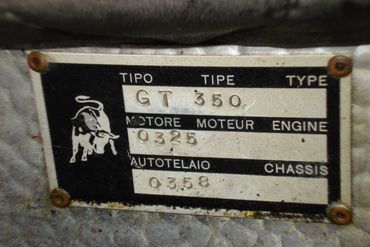 TIPO TIPE TYPE
GT 350
MOTORE MOTEUR ENGINE
0325
AUTOTELAIO CHASSIS
0358